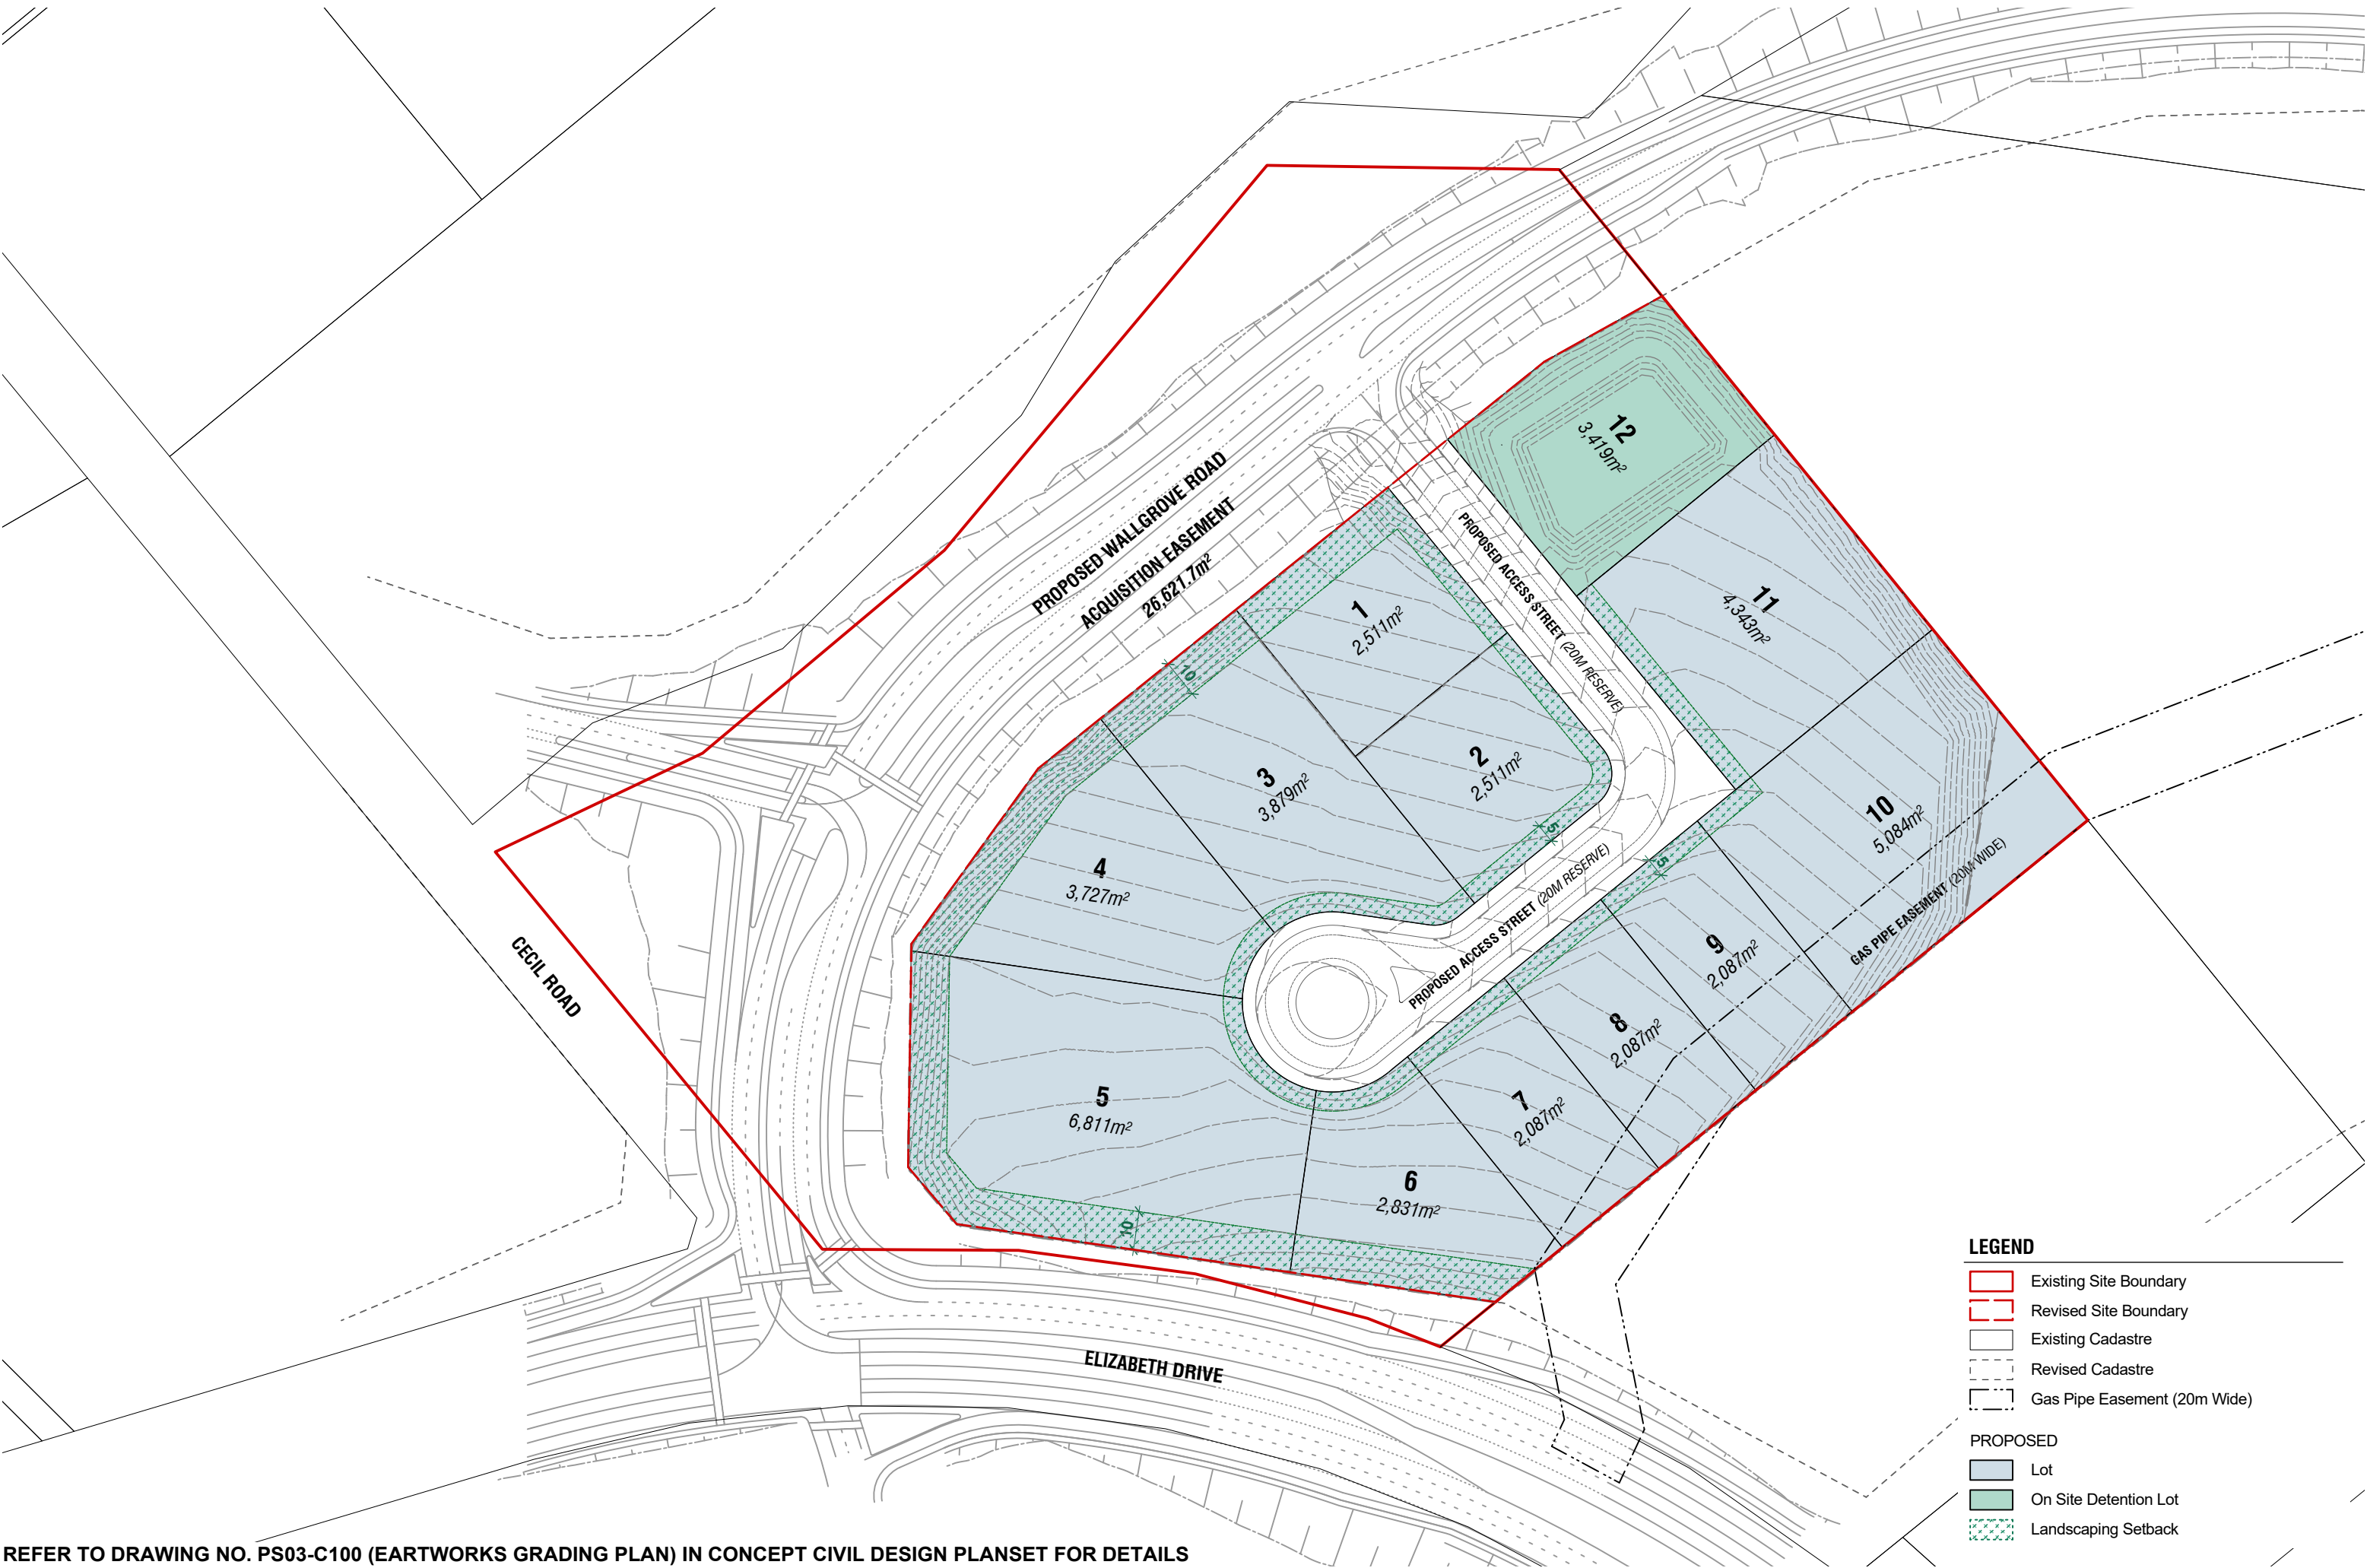 PROPOSED WALLGROVE ROAD
ACQUISITION EASEMENT
26,621.7m²
12
3,419m²
PROPOSED ACCESS STREET (20M RESERVE)
11
4,343m²
1
2,511m²
10
2
2,511m²
3
3,879m²
10
5,084m²
5
5
4
3,727m²
PROPOSED ACCESS STREET (20M RESERVE)
GAS PIPE EASEMENT (20M WIDE)
9
2,087m²
8
2,087m²
7
2,087m²
5
6,811m²
6
2,831m²
10
CECIL ROAD
ELIZABETH DRIVE
LEGEND
Existing Site Boundary
Revised Site Boundary
Existing Cadastre
Revised Cadastre
Gas Pipe Easement (20m Wide)
PROPOSED
Lot
On Site Detention Lot
Landscaping Setback
REFER TO DRAWING NO. PS03-C100 (EARTWORKS GRADING PLAN) IN CONCEPT CIVIL DESIGN PLANSET FOR DETAILS